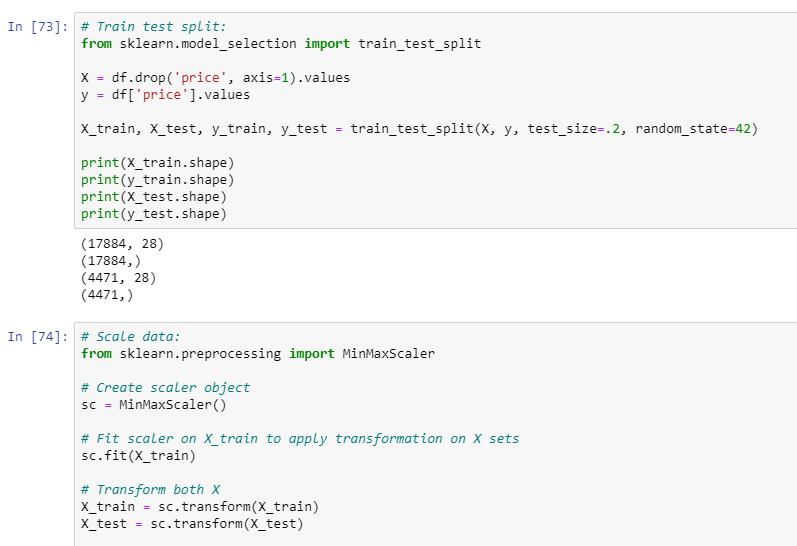 In [73]: # Train test split:
from sklearn.model_selection import train_test_split
X = df.drop('price', axis=1).values
y = df['price'].values
X_train, X_test, y_train, y_test = train_test_split(X, y, test_size=.2, random_state=42)
print(X_train.shape)
print(y_train.shape)
print(X_test.shape)
print(y_test.shape)
(17884, 28)
(17884,)
(4471, 28)
(4471,)
In [74]: # Scale data:
from sklearn.preprocessing import MinMaxScaler
# Create scaler object
sc = MinMaxScaler()
# Fit scaler on X_train to apply transformation on X sets
sc.fit(X_train)
# Transform both X
X_train = sc.transform(X_train)
X_test = sc.transform(X_test)